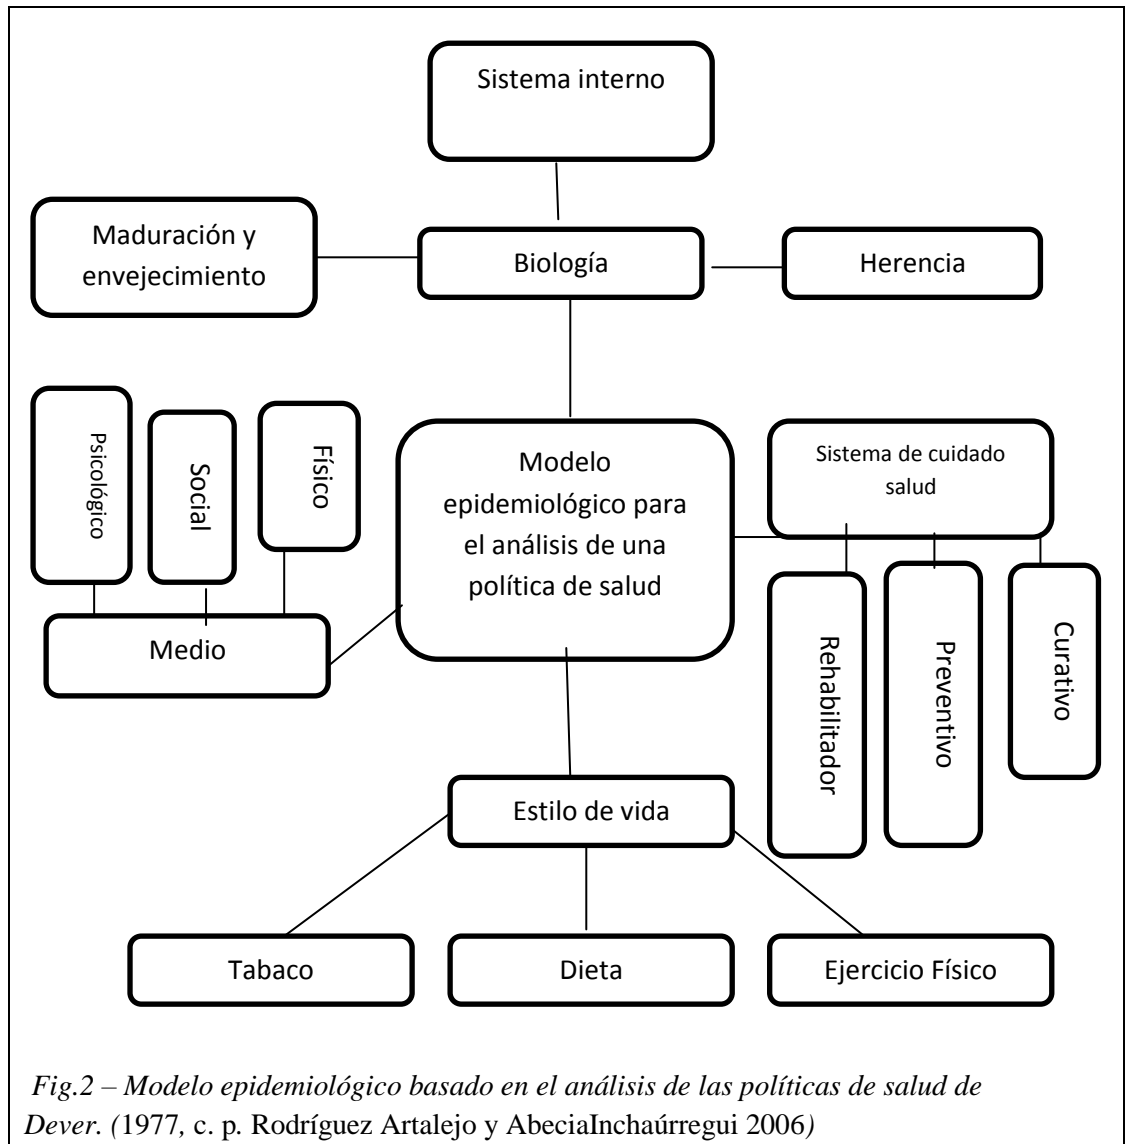 Sistema interno
Maduración y
envejecimiento
Biología
Herencia
Psicológico
Social
Físico
Modelo
epidemiológico para
el análisis de una
política de salud
Sistema de cuidado
salud
Medio
Rehabilitador
Preventivo
Curativo
Estilo de vida
Tabaco
Dieta
Ejercicio Físico
Fig.2 – Modelo epidemiológico basado en el análisis de las políticas de salud de
Dever. (1977, c. p. Rodríguez Artalejo y AbeciaInchaúrregui 2006)